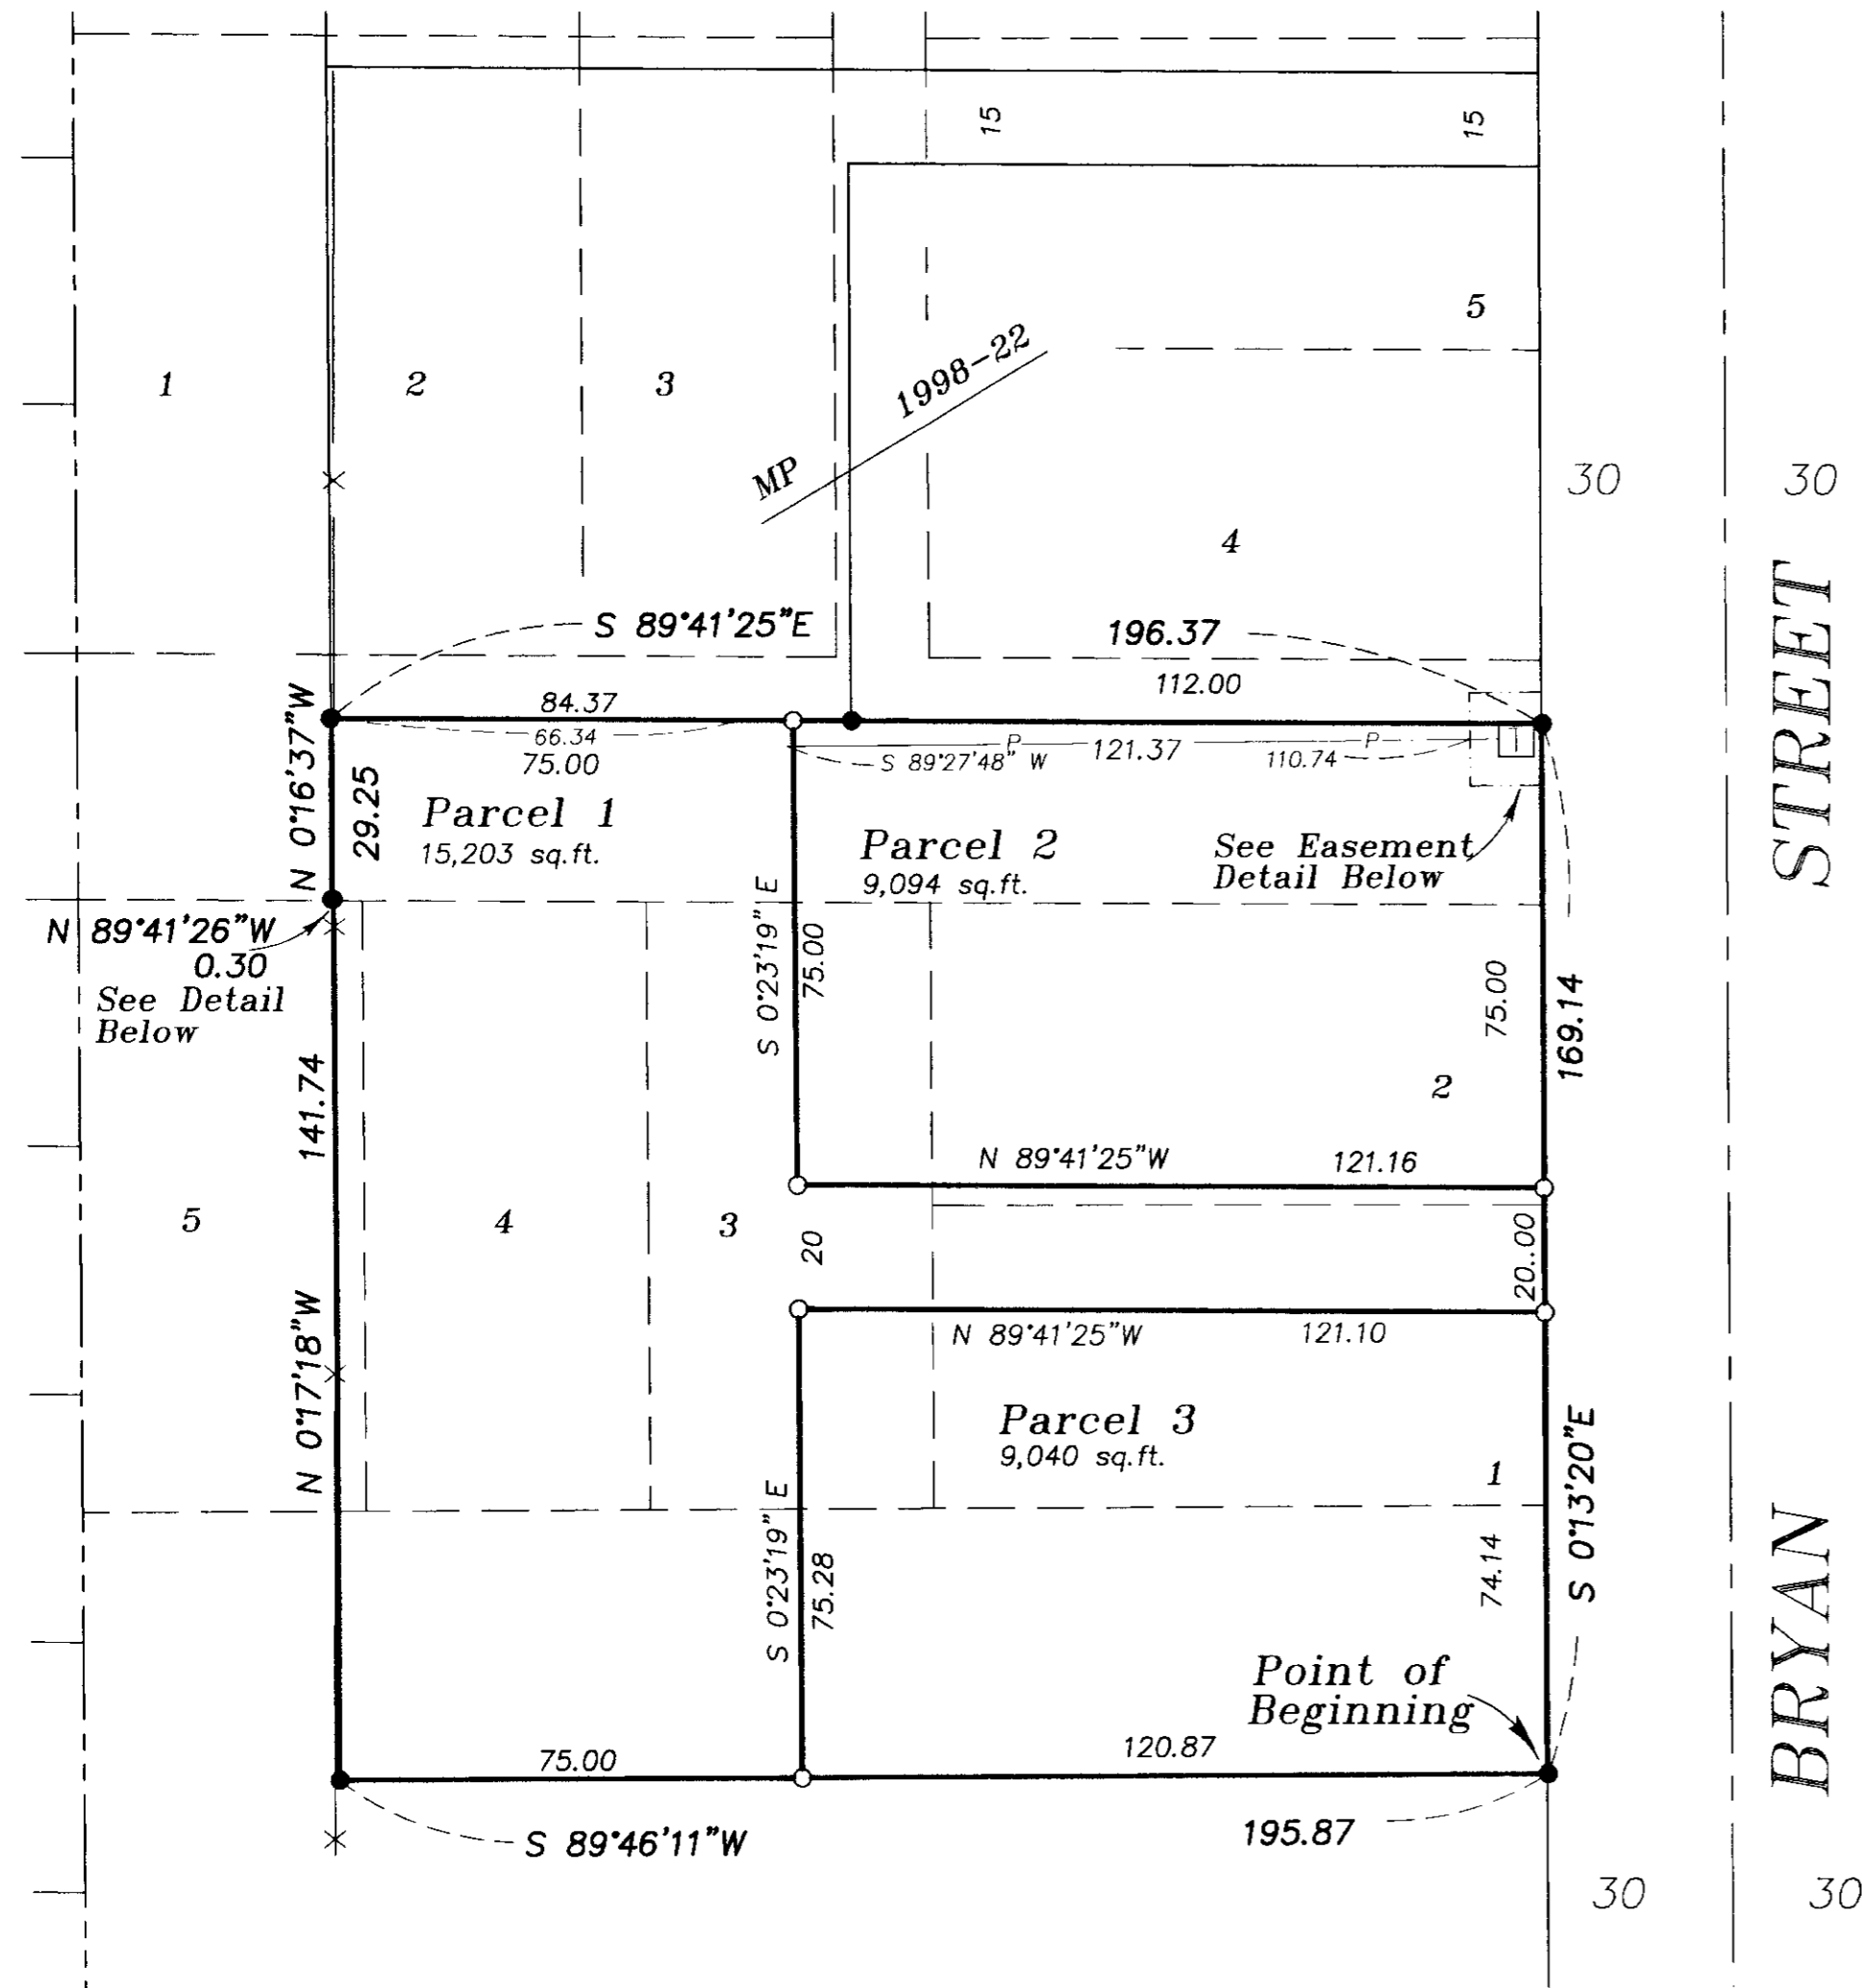 15
15
5
1
2
3
MP 1998-22
30
30
4
STREET
S 89°41'25"E
196.37
112.00
84.37
66.34
75.00
P
P
121.37
110.74
S 89°27'48" W
1
N 0°16'37"W
29.25
Parcel 1
15,203 sq.ft.
Parcel 2
9,094 sq.ft.
See Easement
Detail Below
S 0°23'19" E
75.00
N 89°41'26"W
0.30
See Detail
Below
75.00
169.14
141.74
2
N 89°41'25"W
121.16
5
4
3
20
20..00
N 89°41'25"W
121.10
N 0°17'18"W
Parcel 3
9,040 sq.ft.
1
S 0°13'20"E
S 0°23'19" E
75.28
74.14
BRYAN
Point of
Beginning
75.00
120.87
S 89°46'11"W
195.87
30
30